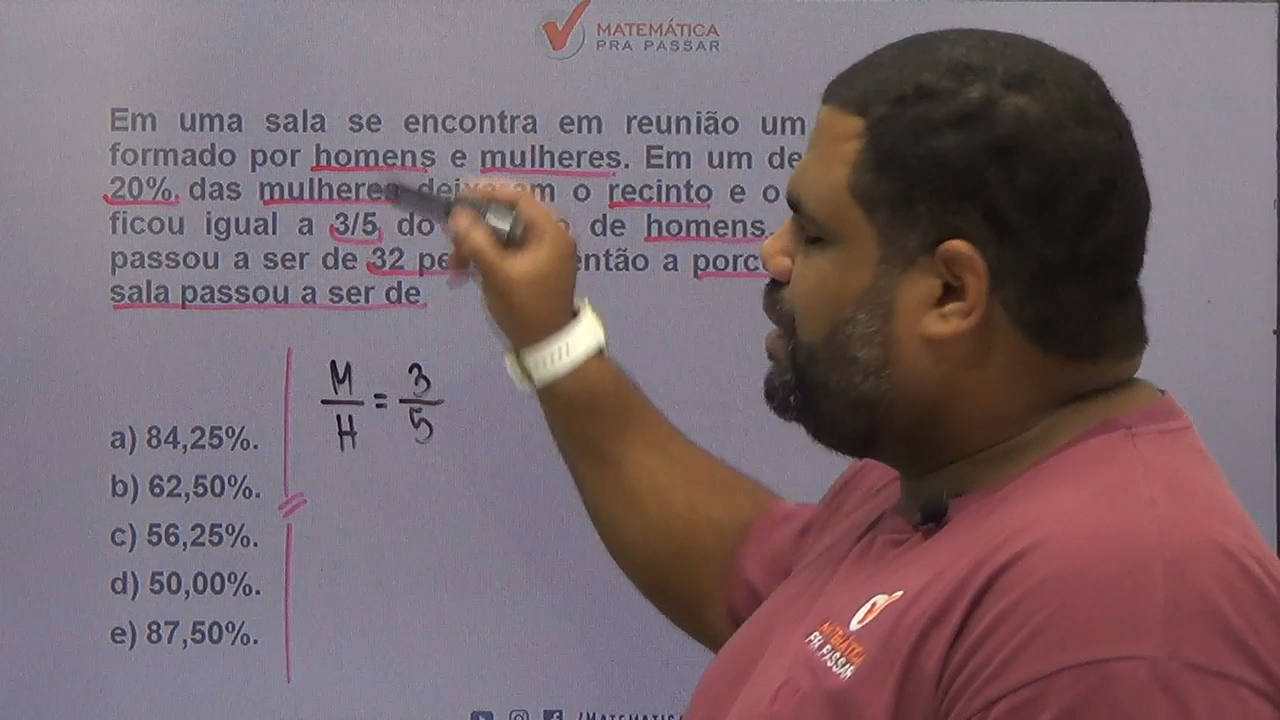 MATEMÁTICA
PRA PASSAR
Em uma sala se encontra em reunião um
formado por homens e mulheres. Em um
20%. das mulheres o recinto e o
ficou igual a 3/5 do de homens.
passou a ser de 32 então a
sala passou a ser de
M 3
— = —
H 5
a) 84,25%.
b) 62,50%.
c) 56,25%.
d) 50,00%.
e) 87,50%.
MATEMÁTICA
PRA PASSAR